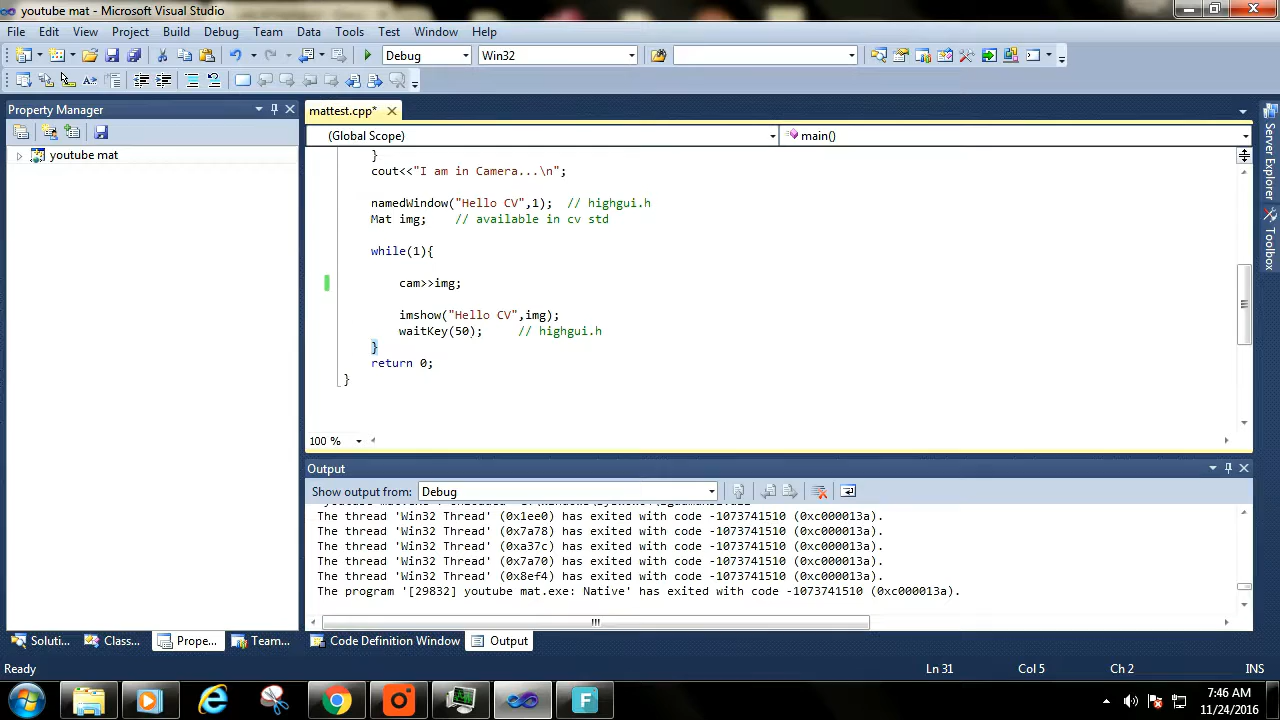 youtube mat - Microsoft Visual Studio
File Edit View Project Build Debug Team Data Tools Test Window Help
Debug Win32
Property Manager
mattest.cpp*
(Global Scope) main()
youtube mat
}
cout<<"I am in Camera...\n";
namedWindow("Hello CV",1); // highgui.h
Mat img; // available in cv std
while(1){
cam>>img;
imshow("Hello CV",img);
waitKey(50); // highgui.h
}
return 0;
}
100 %
Server Explorer
Toolbox
Output
Show output from: Debug
The thread 'Win32 Thread' (0x1ee0) has exited with code -1073741510 (0xc000013a).
The thread 'Win32 Thread' (0x7a78) has exited with code -1073741510 (0xc000013a).
The thread 'Win32 Thread' (0xa37c) has exited with code -1073741510 (0xc000013a).
The thread 'Win32 Thread' (0x7a70) has exited with code -1073741510 (0xc000013a).
The thread 'Win32 Thread' (0x8ef4) has exited with code -1073741510 (0xc000013a).
The program '[29832] youtube mat.exe: Native' has exited with code -1073741510 (0xc000013a).
Soluti... Class... Prope... Team... Code Definition Window Output
Ready Ln 31 Col 5 Ch 2 INS
F
7:46 AM
11/24/2016